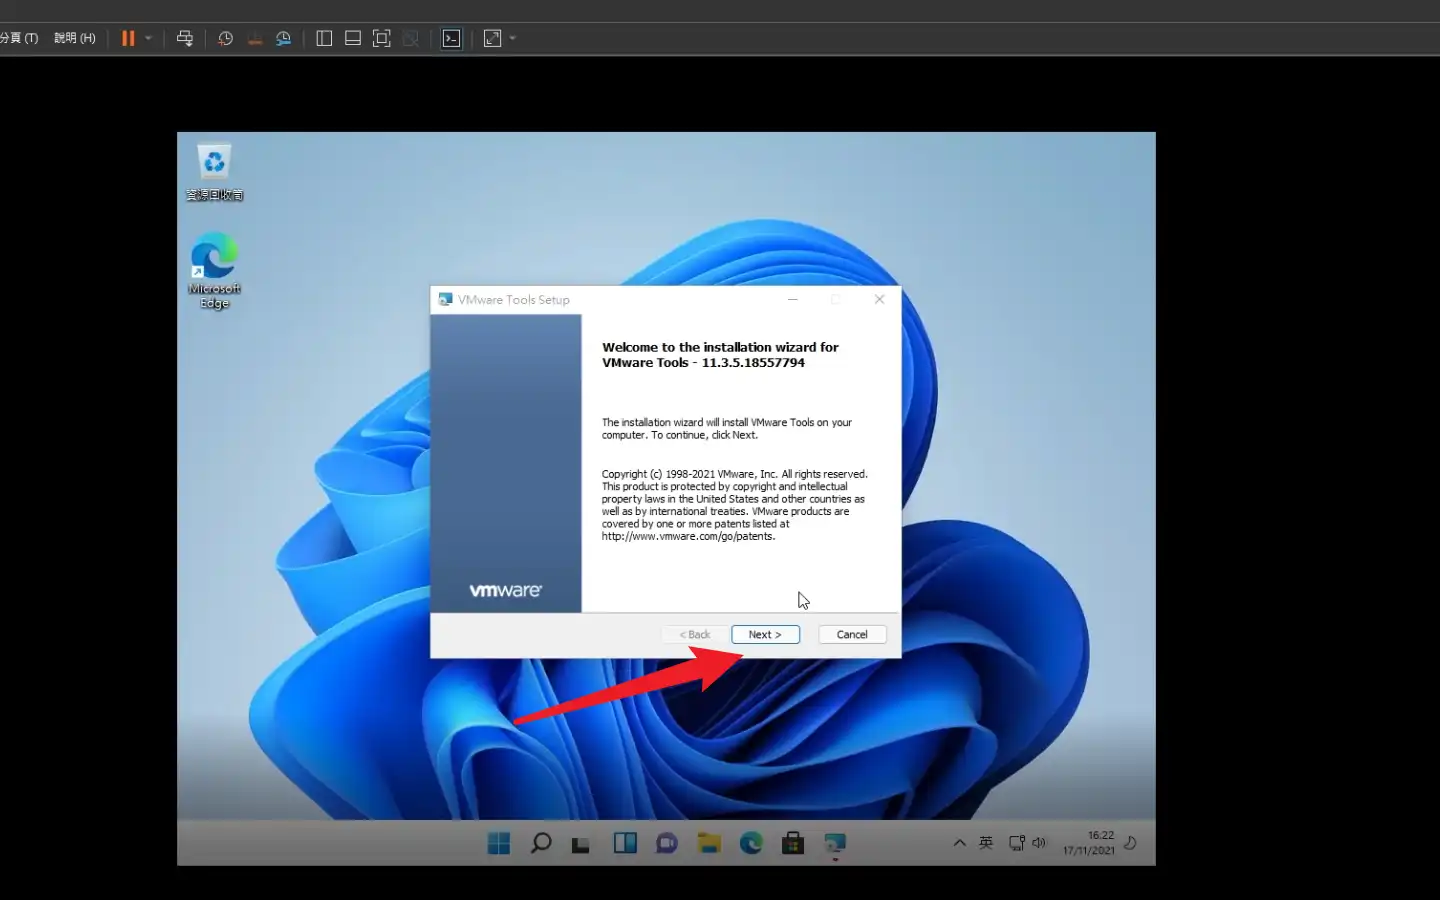 分頁 (T) 說明 (H)
資源回收筒
Microsoft
Edge
VMware Tools Setup
Welcome to the installation wizard for
VMware Tools - 11.3.5.18557794
The installation wizard will install VMware Tools on your
computer. To continue, click Next.
Copyright (c) 1998-2021 VMware, Inc. All rights reserved.
This product is protected by copyright and intellectual
property laws in the United States and other countries as
well as by international treaties. VMware products are
covered by one or more patents listed at
http://www.vmware.com/go/patents.
vmware
< Back Next > Cancel
英
16:22
17/11/2021